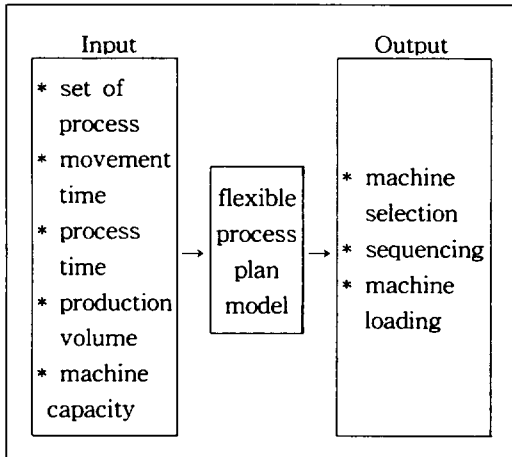 Input
* set of
process
* movement
time
* process
time
* production
volume
* machine
capacity
→
flexible
process
plan
model
→
Output
* machine
selection
* sequencing
* machine
loading